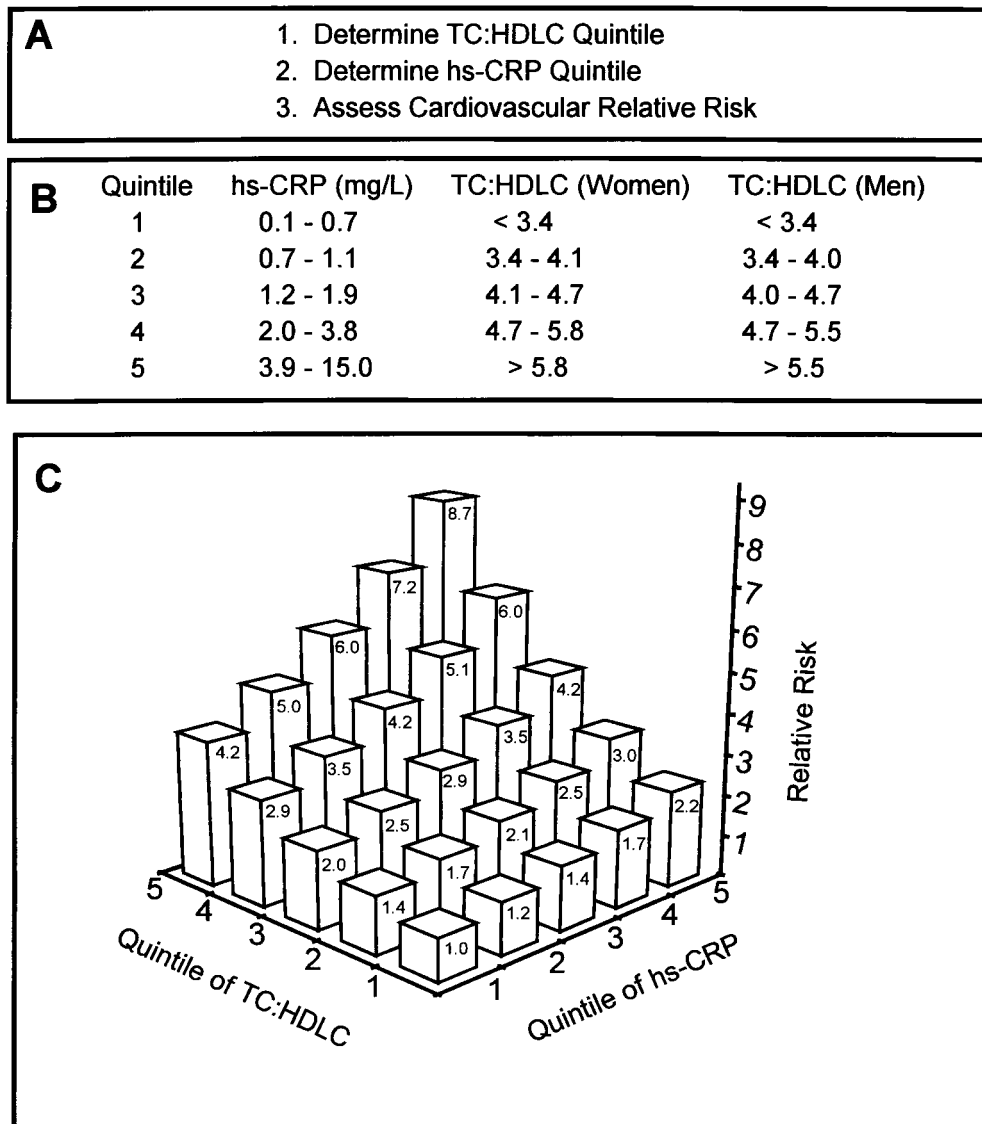 A
1. Determine TC:HDLC Quintile
2. Determine hs-CRP Quintile
3. Assess Cardiovascular Relative Risk
B
Quintile hs-CRP (mg/L) TC:HDLC (Women) TC:HDLC (Men)
1 0.1 - 0.7 < 3.4 < 3.4
2 0.7 - 1.1 3.4 - 4.1 3.4 - 4.0
3 1.2 - 1.9 4.1 - 4.7 4.0 - 4.7
4 2.0 - 3.8 4.7 - 5.8 4.7 - 5.5
5 3.9 - 15.0 > 5.8 > 5.5
C
8.7
7.2 6.0
6.0 5.1 4.2
5.0 4.2 3.5 3.0
4.2 3.5 2.9 2.5 2.2
2.9 2.5 2.1 1.7
2.0 1.7 1.4
1.4 1.2
1.0
9
8
7
6
5
4
3
2
1
Relative Risk
5 4 3 2 1
Quintile of TC:HDLC
1 2 3 4 5
Quintile of hs-CRP